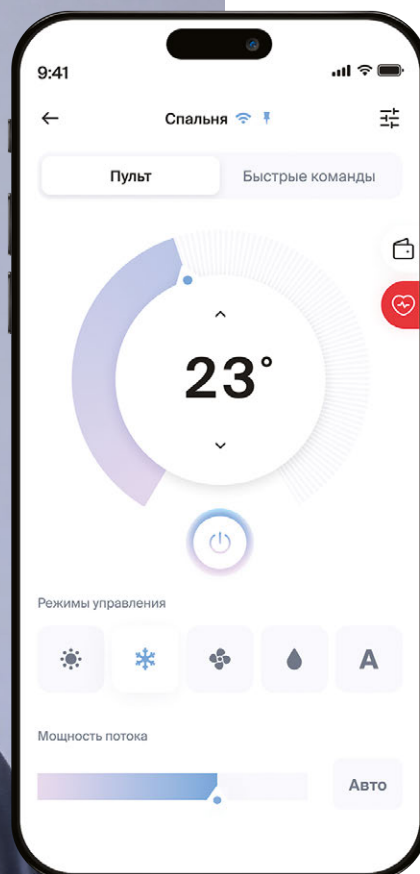 9:41
Спальня
Пульт
Быстрые команды
23°
Режимы управления
A
Мощность потока
Авто